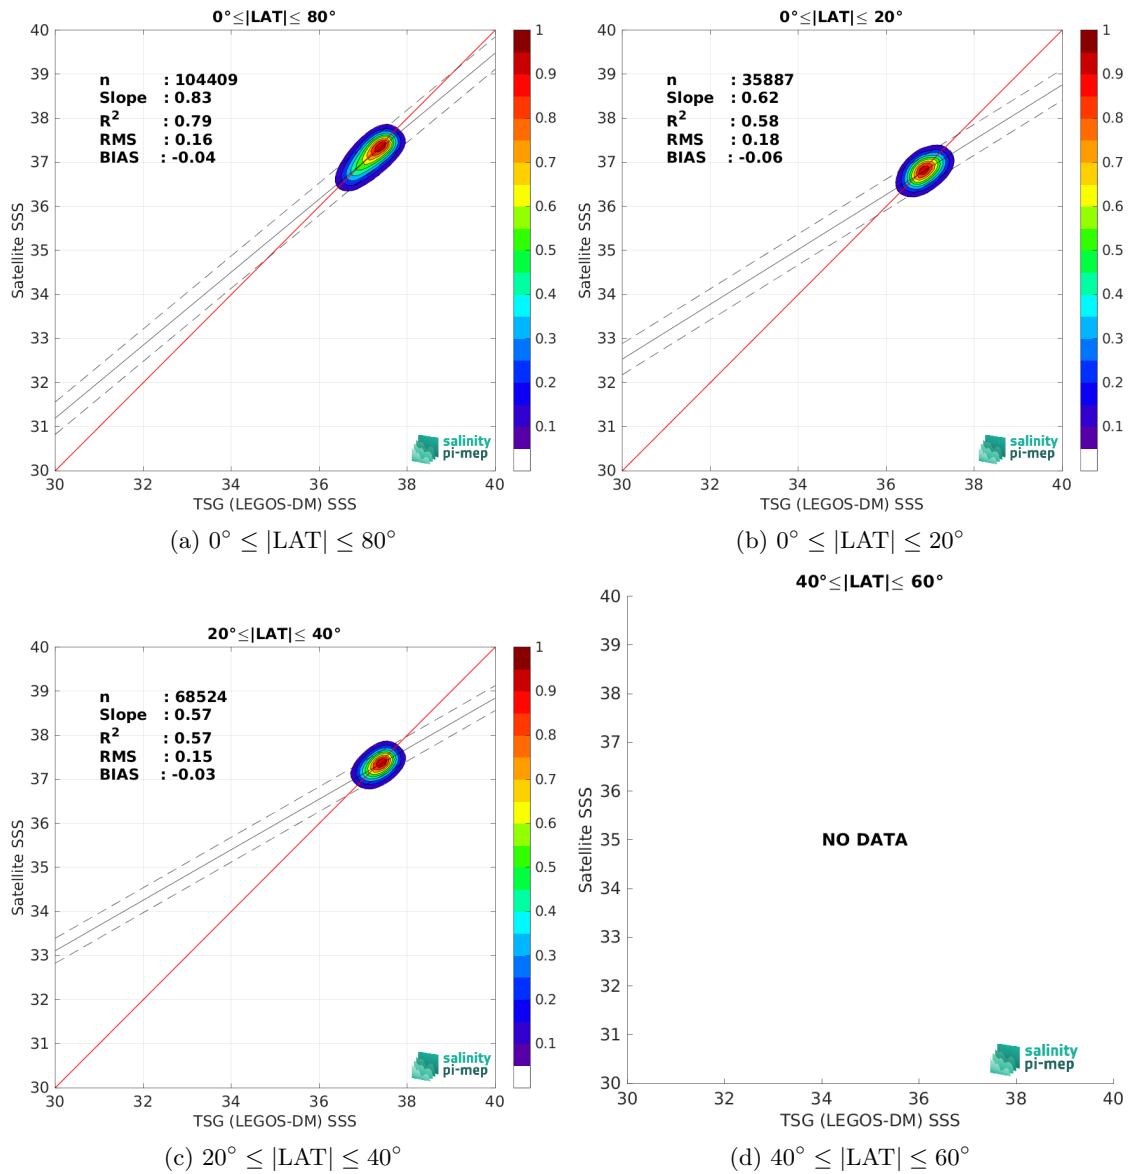 0°≤|LAT|≤ 80°
40
39
38
37
36
35
34
33
32
31
30
Satellite SSS
n : 104409
Slope : 0.83
R² : 0.79
RMS : 0.16
BIAS : -0.04
salinity
pi-mep
30 32 34 36 38 40
TSG (LEGOS-DM) SSS
1
0.9
0.8
0.7
0.6
0.5
0.4
0.3
0.2
0.1
(a) 0° ≤ |LAT| ≤ 80°
0°≤|LAT|≤ 20°
40
39
38
37
36
35
34
33
32
31
30
Satellite SSS
n : 35887
Slope : 0.62
R² : 0.58
RMS : 0.18
BIAS : -0.06
salinity
pi-mep
30 32 34 36 38 40
TSG (LEGOS-DM) SSS
1
0.9
0.8
0.7
0.6
0.5
0.4
0.3
0.2
0.1
(b) 0° ≤ |LAT| ≤ 20°
20°≤|LAT|≤ 40°
40
39
38
37
36
35
34
33
32
31
30
Satellite SSS
n : 68524
Slope : 0.57
R² : 0.57
RMS : 0.15
BIAS : -0.03
salinity
pi-mep
30 32 34 36 38 40
TSG (LEGOS-DM) SSS
1
0.9
0.8
0.7
0.6
0.5
0.4
0.3
0.2
0.1
(c) 20° ≤ |LAT| ≤ 40°
40°≤|LAT|≤ 60°
40
39
38
37
36
35
34
33
32
31
30
Satellite SSS
NO DATA
salinity
pi-mep
30 32 34 36 38 40
TSG (LEGOS-DM) SSS
(d) 40° ≤ |LAT| ≤ 60°